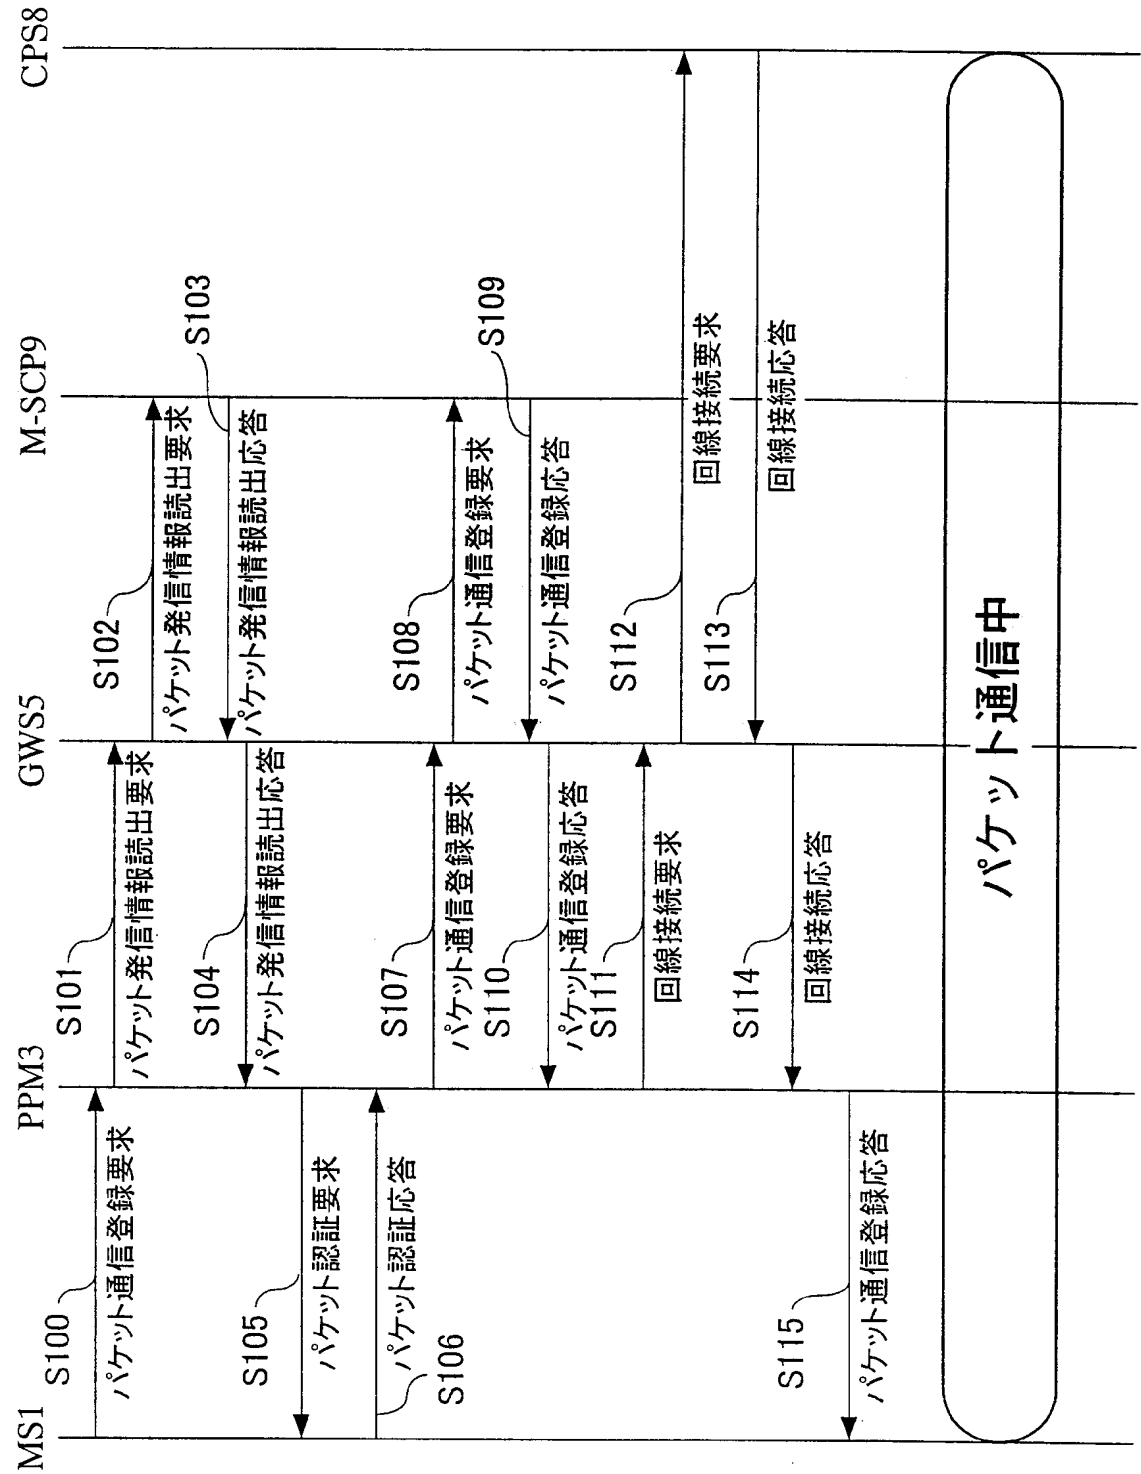 MS1
PPM3
GWS5
M-SCP9
CPS8
S100
パケット通信登録要求
S101
パケット発信情報読出要求
S102
パケット発信情報読出要求
S103
パケット発信情報読出応答
S104
パケット発信情報読出応答
S105
パケット認証要求
S106
パケット認証応答
S107
パケット通信登録要求
S108
パケット通信登録要求
S109
パケット通信登録応答
S110
パケット通信登録応答
S111
回線接続要求
S112
回線接続要求
S113
回線接続応答
S114
回線接続応答
S115
パケット通信登録応答
パケット通信中